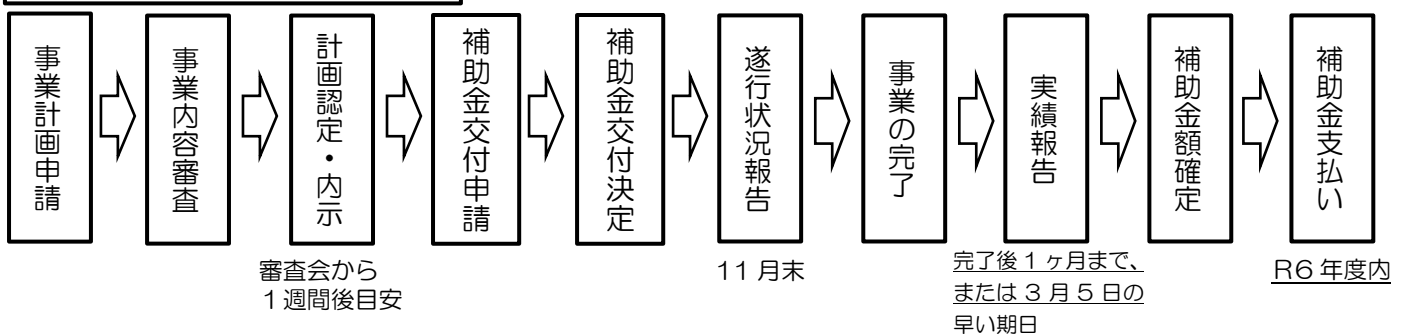 事業計画申請
事業内容審査
計画認定・内示
補助金交付申請
補助金交付決定
遂行状況報告
事業の完了
実績報告
補助金額確定
補助金支払い
審査会から
１週間後目安
11 月末
完了後 1 ヶ月まで、
または 3 月 5 日の
早い期日
R6 年度内